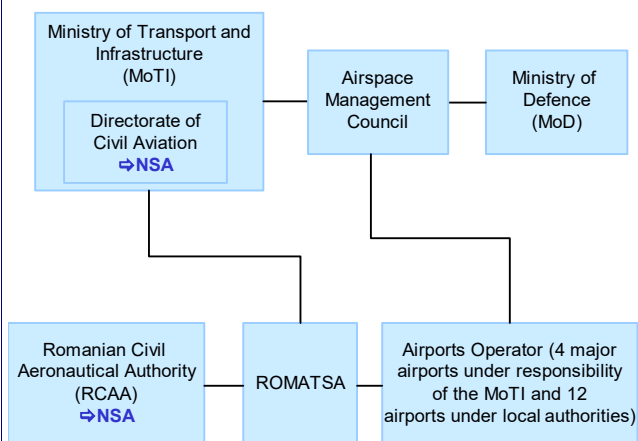 Ministry of Transport and
Infrastructure
(MoTI)
Directorate of
Civil Aviation
⇨NSA
Airspace
Management
Council
Ministry of
Defence
(MoD)
Romanian Civil
Aeronautical Authority
(RCAA)
⇨NSA
ROMATSA
Airports Operator (4 major
airports under responsibility
of the MoTI and 12
airports under local authorities)